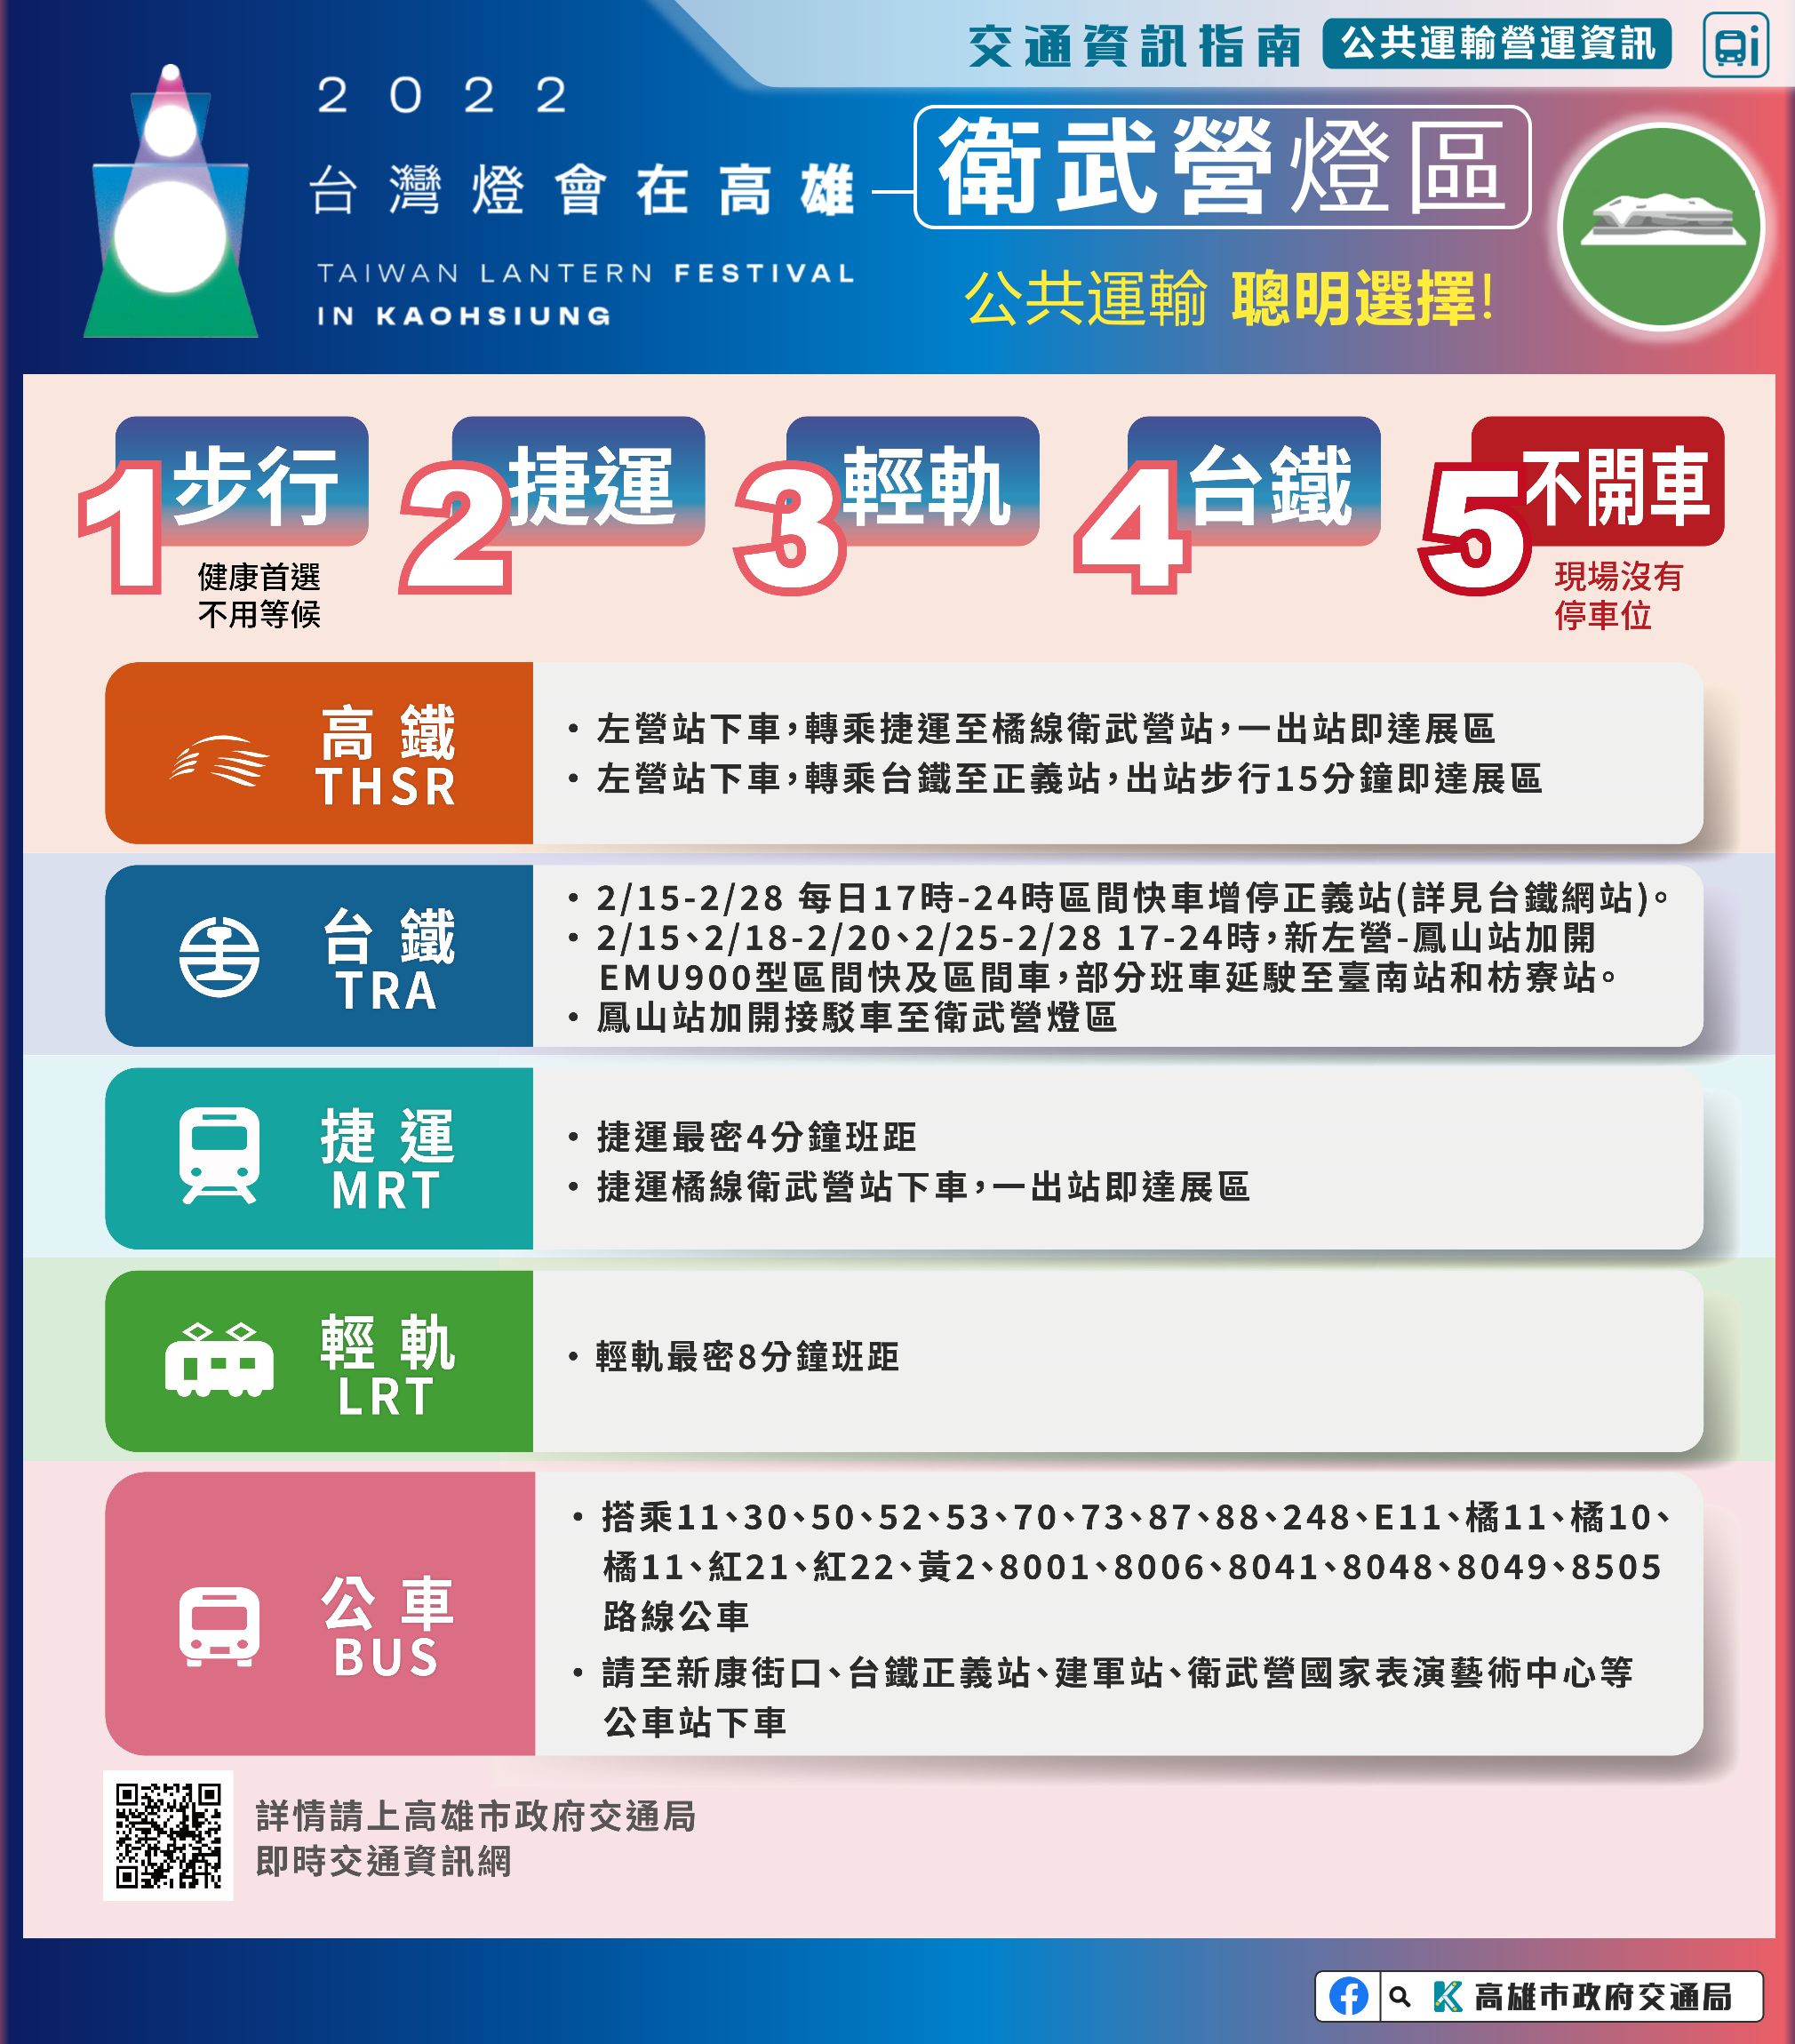 交通資訊指南 公共運輸營運資訊
2022
台灣燈會在高雄
衛武營燈區
TAIWAN LANTERN FESTIVAL
IN KAOHSIUNG
公共運輸 聰明選擇!
1 步行
健康首選
不用等候
2 捷運
3 輕軌
4 台鐵
5 不開車
現場沒有
停車位
高鐵
THSR
・左營站下車，轉乘捷運至橘線衛武營站，一出站即達展區
・左營站下車，轉乘台鐵至正義站，出站步行15分鐘即達展區
台鐵
TRA
・2/15-2/28 每日17時-24時區間快車增停正義站(詳見台鐵網站)。
・2/15、2/18-2/20、2/25-2/28 17-24時，新左營-鳳山站加開
EMU900型區間快及區間車，部分班車延駛至臺南站和枋寮站。
・鳳山站加開接駁車至衛武營燈區
捷運
MRT
・捷運最密4分鐘班距
・捷運橘線衛武營站下車，一出站即達展區
輕軌
LRT
・輕軌最密8分鐘班距
公車
BUS
・搭乘11、30、50、52、53、70、73、87、88、248、E11、橘11、橘10、
橘11、紅21、紅22、黃2、8001、8006、8041、8048、8049、8505
路線公車
・請至新康街口、台鐵正義站、建軍站、衛武營國家表演藝術中心等
公車站下車
詳情請上高雄市政府交通局
即時交通資訊網
高雄市政府交通局